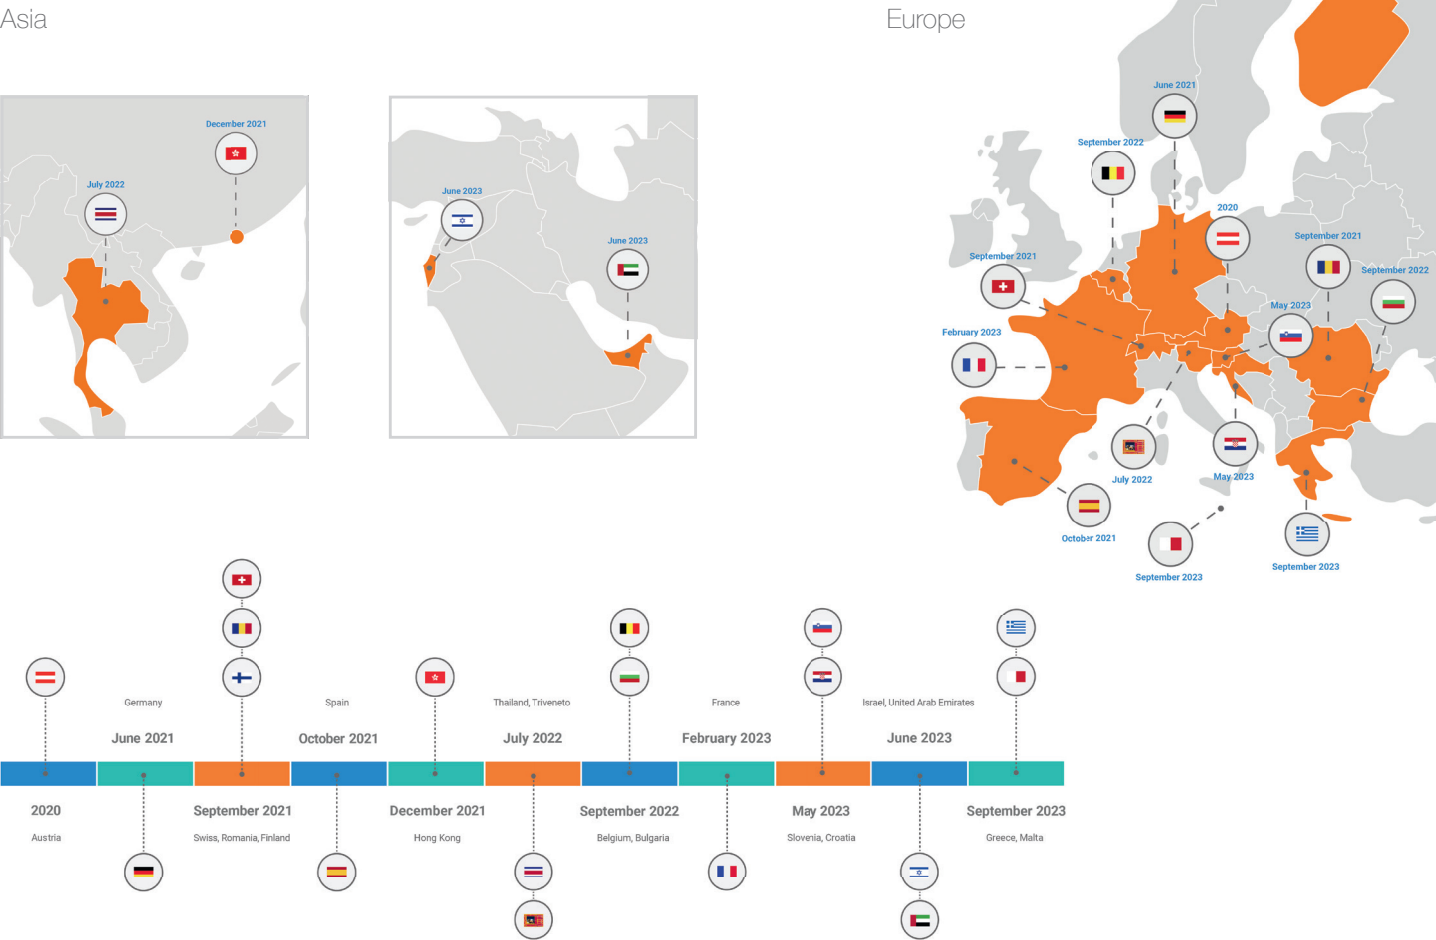 Asia
Europe
June 2021
December 2021
September 2022
July 2022
June 2023
2020
June 2023
September 2021
September 2021
September 2022
May 2023
February 2023
July 2022
May 2023
October 2021
September 2023
September 2023
Germany
Spain
Thailand, Triveneto
France
Israel, United Arab Emirates
June 2021
October 2021
July 2022
February 2023
June 2023
2020
September 2021
December 2021
September 2022
May 2023
September 2023
Austria
Swiss, Romania, Finland
Hong Kong
Belgium, Bulgaria
Slovenia, Croatia
Greece, Malta